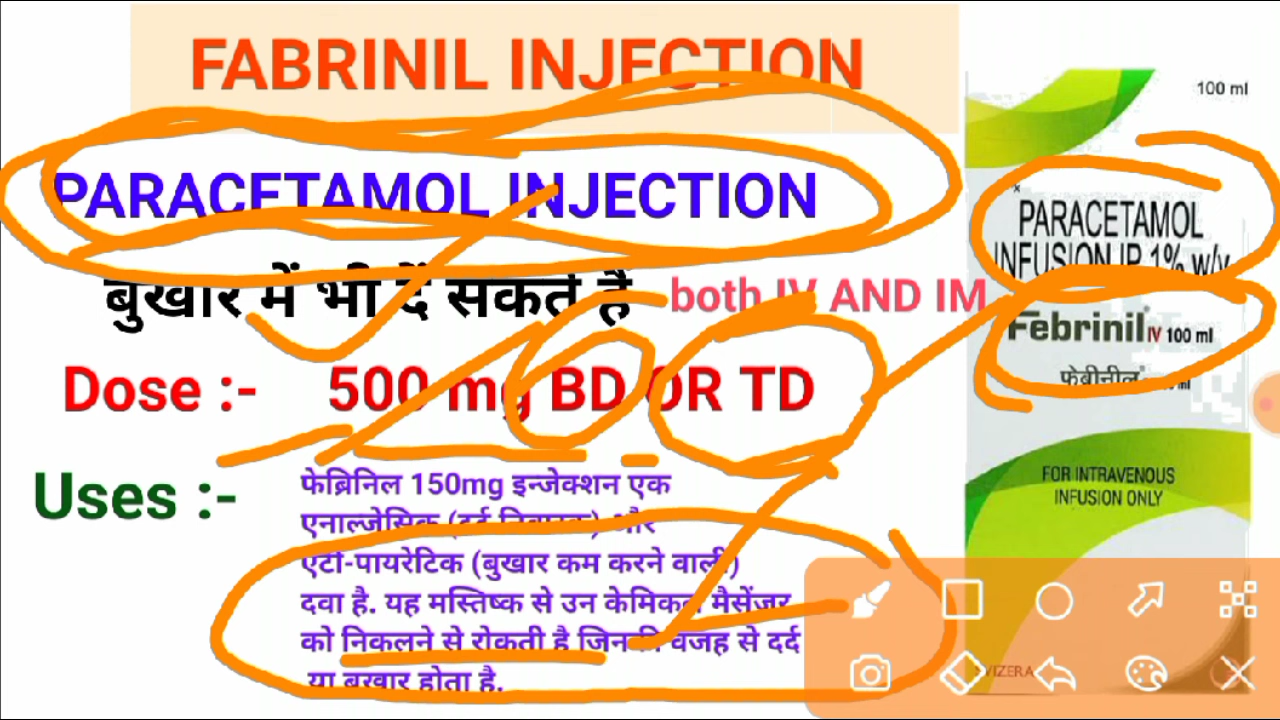 FABRINIL INJECTION
PARACETAMOL INJECTION
बुखार में भी दें सकते है both IV AND IM
Dose :- 500 mg BD OR TD
Uses :-
फेब्रिनिल 150mg इन्जेक्शन एक
एनाल्जेसिक (दर्द निवारक) और
एंटी-पायरेटिक (बुखार कम करने वाली)
दवा है. यह मस्तिष्क से उन केमिकल मैसेंजर
को निकलने से रोकती है जिनकी वजह से दर्द
या बुखार होता है.
100 ml
PARACETAMOL
INFUSION IP 1% w/v
Febrinil IV 100 ml
फेब्रीनील ml
FOR INTRAVENOUS
INFUSION ONLY
VIZERA